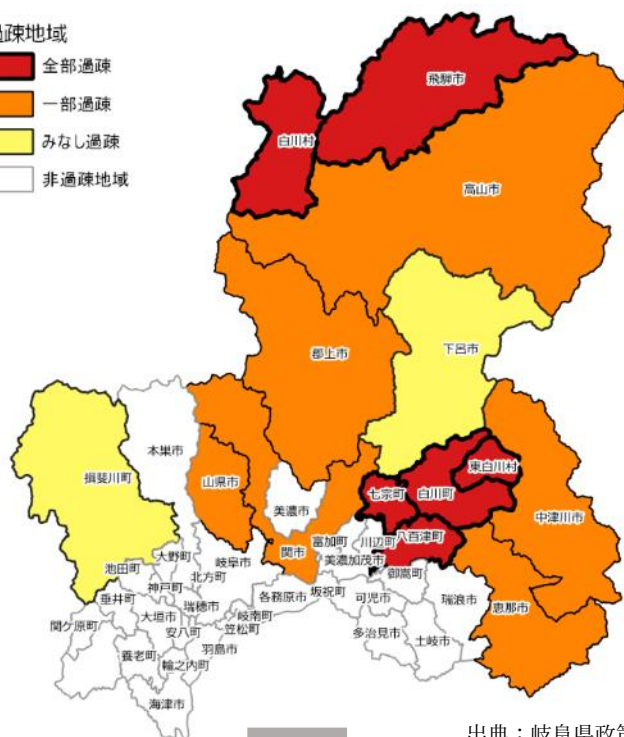 過疎地域
全部過疎
一部過疎
みなし過疎
非過疎地域
飛騨市
白川村
高山市
下呂市
郡上市
本巣市
揖斐川町
山県市
美濃市
東白川村
七宗町
白川町
中津川市
関市
富加町
川辺町
八百津町
美濃加茂市
御嵩町
大野町
岐阜市
池田町
北方町
神戸町
垂井町
瑞穂市
各務原市
坂祝町
可児市
瑞浪市
恵那市
関ケ原町
大垣市
岐南町
安八町
笠松町
多治見市
土岐市
養老町
羽島市
輪之内町
海津市
出典：岐阜県政策